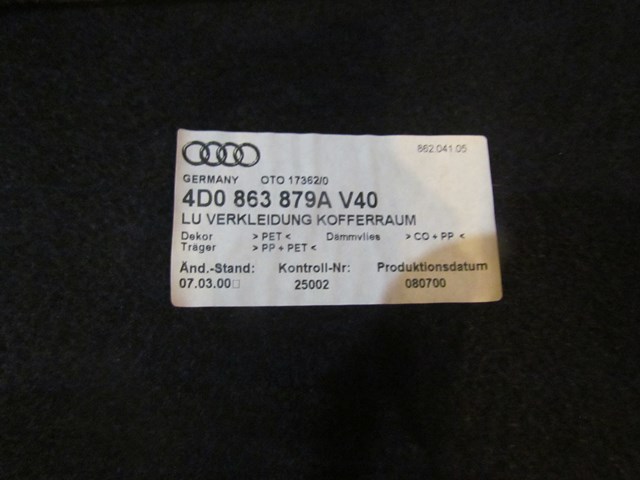 862.041.05
GERMANY OTO 17362/0
4D0 863 879A V40
LU VERKLEIDUNG KOFFERRAUM
Dekor > PET < Dämmvlies > CO + PP <
Träger > PP + PET <
Änd.-Stand: Kontroll-Nr: Produktionsdatum
07.03.00□ 25002 080700